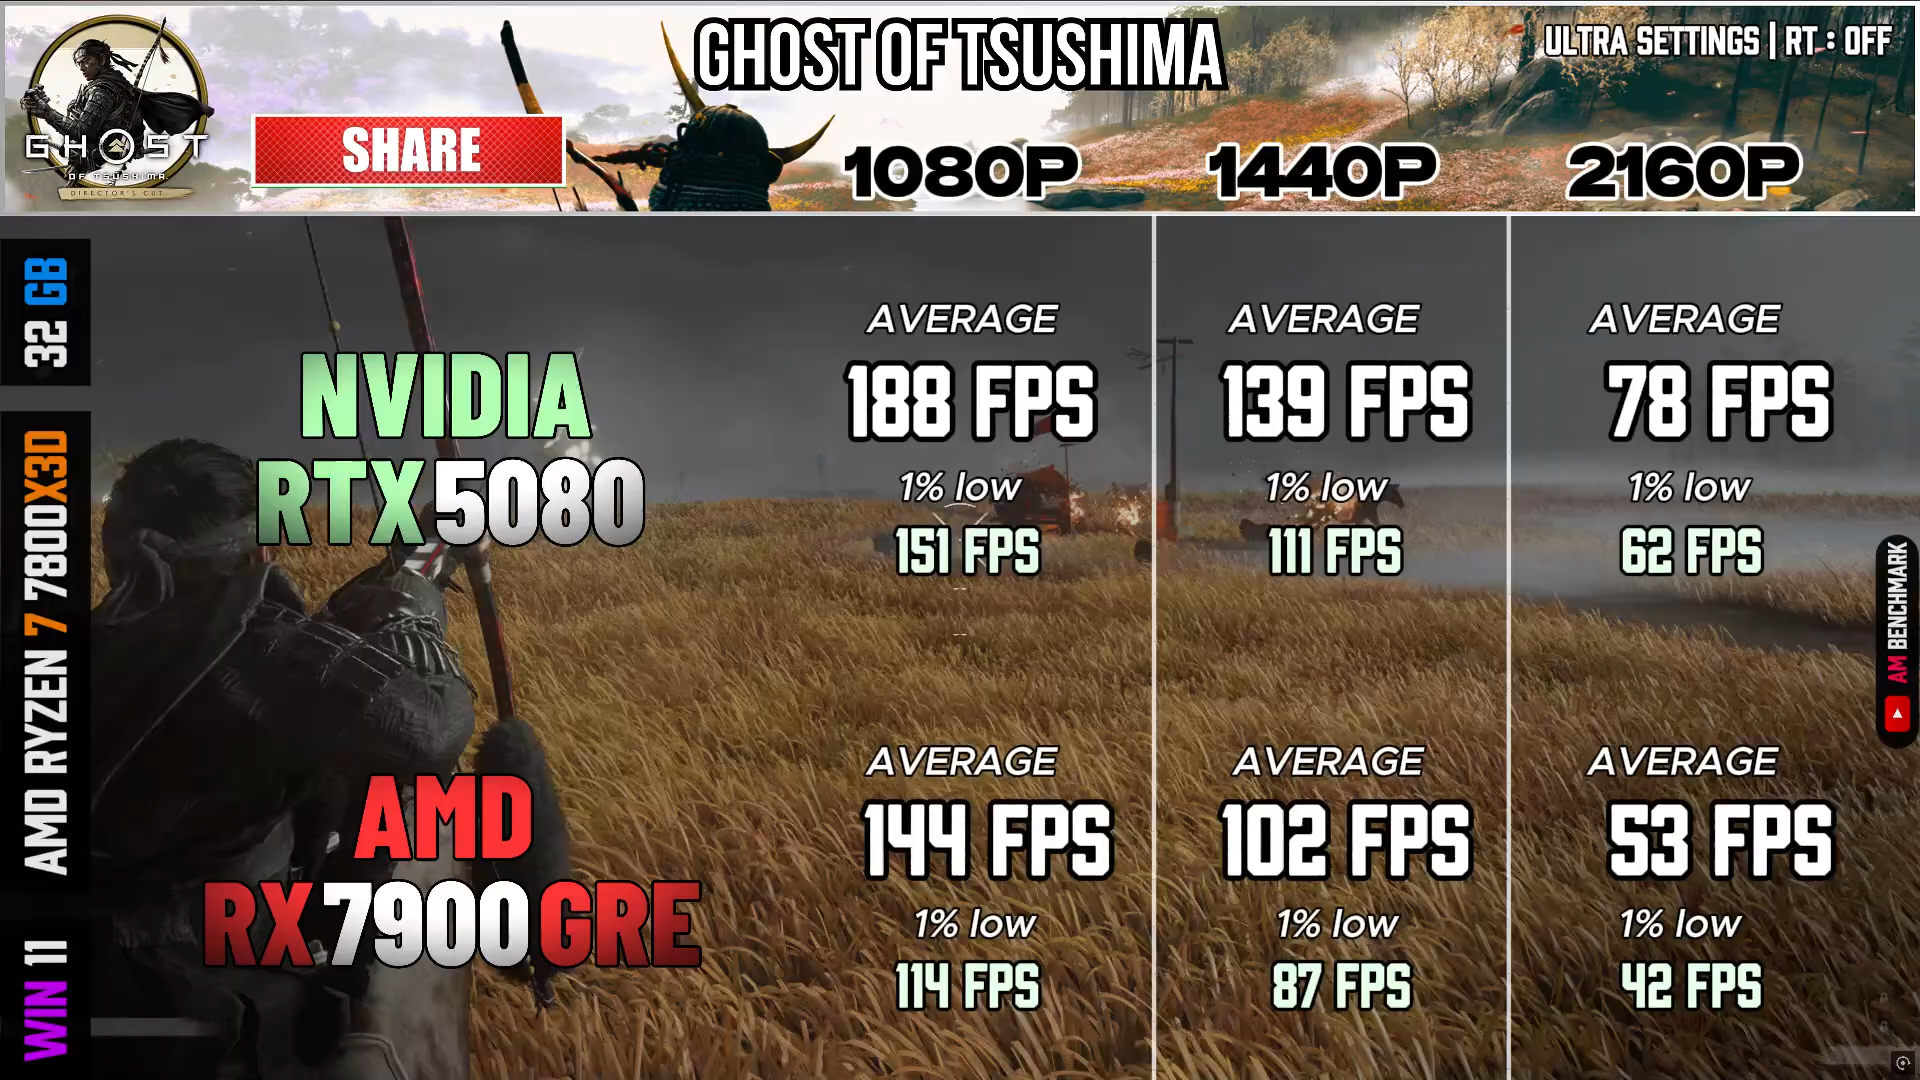 GHOST OF TSUSHIMA
ULTRA SETTINGS | RT : OFF
GHOST
OF TSUSHIMA
DIRECTOR'S CUT
SHARE
1080P 1440P 2160P
32 GB
AMD RYZEN 7 7800X3D
WIN 11
NVIDIA
RTX 5080
AVERAGE AVERAGE AVERAGE
188 FPS 139 FPS 78 FPS
1% low 1% low 1% low
151 FPS 111 FPS 62 FPS
AMD
RX 7900 GRE
AVERAGE AVERAGE AVERAGE
144 FPS 102 FPS 53 FPS
1% low 1% low 1% low
114 FPS 87 FPS 42 FPS
AM BENCHMARK